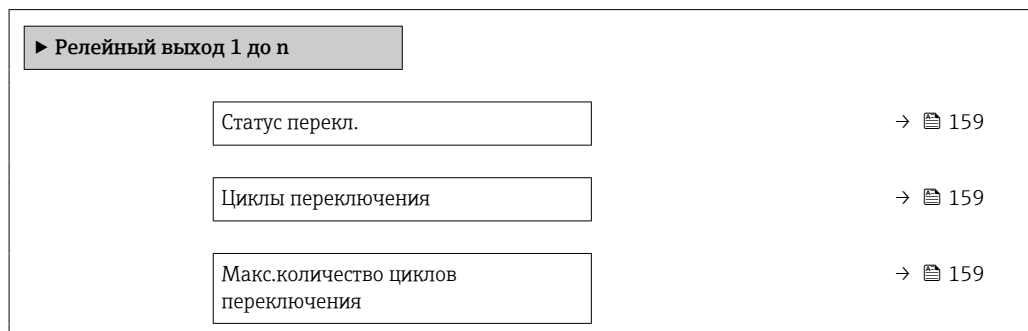 ► Релейный выход 1 до n
Статус перекл. → 159
Циклы переключения → 159
Макс.количество циклов → 159
переключения